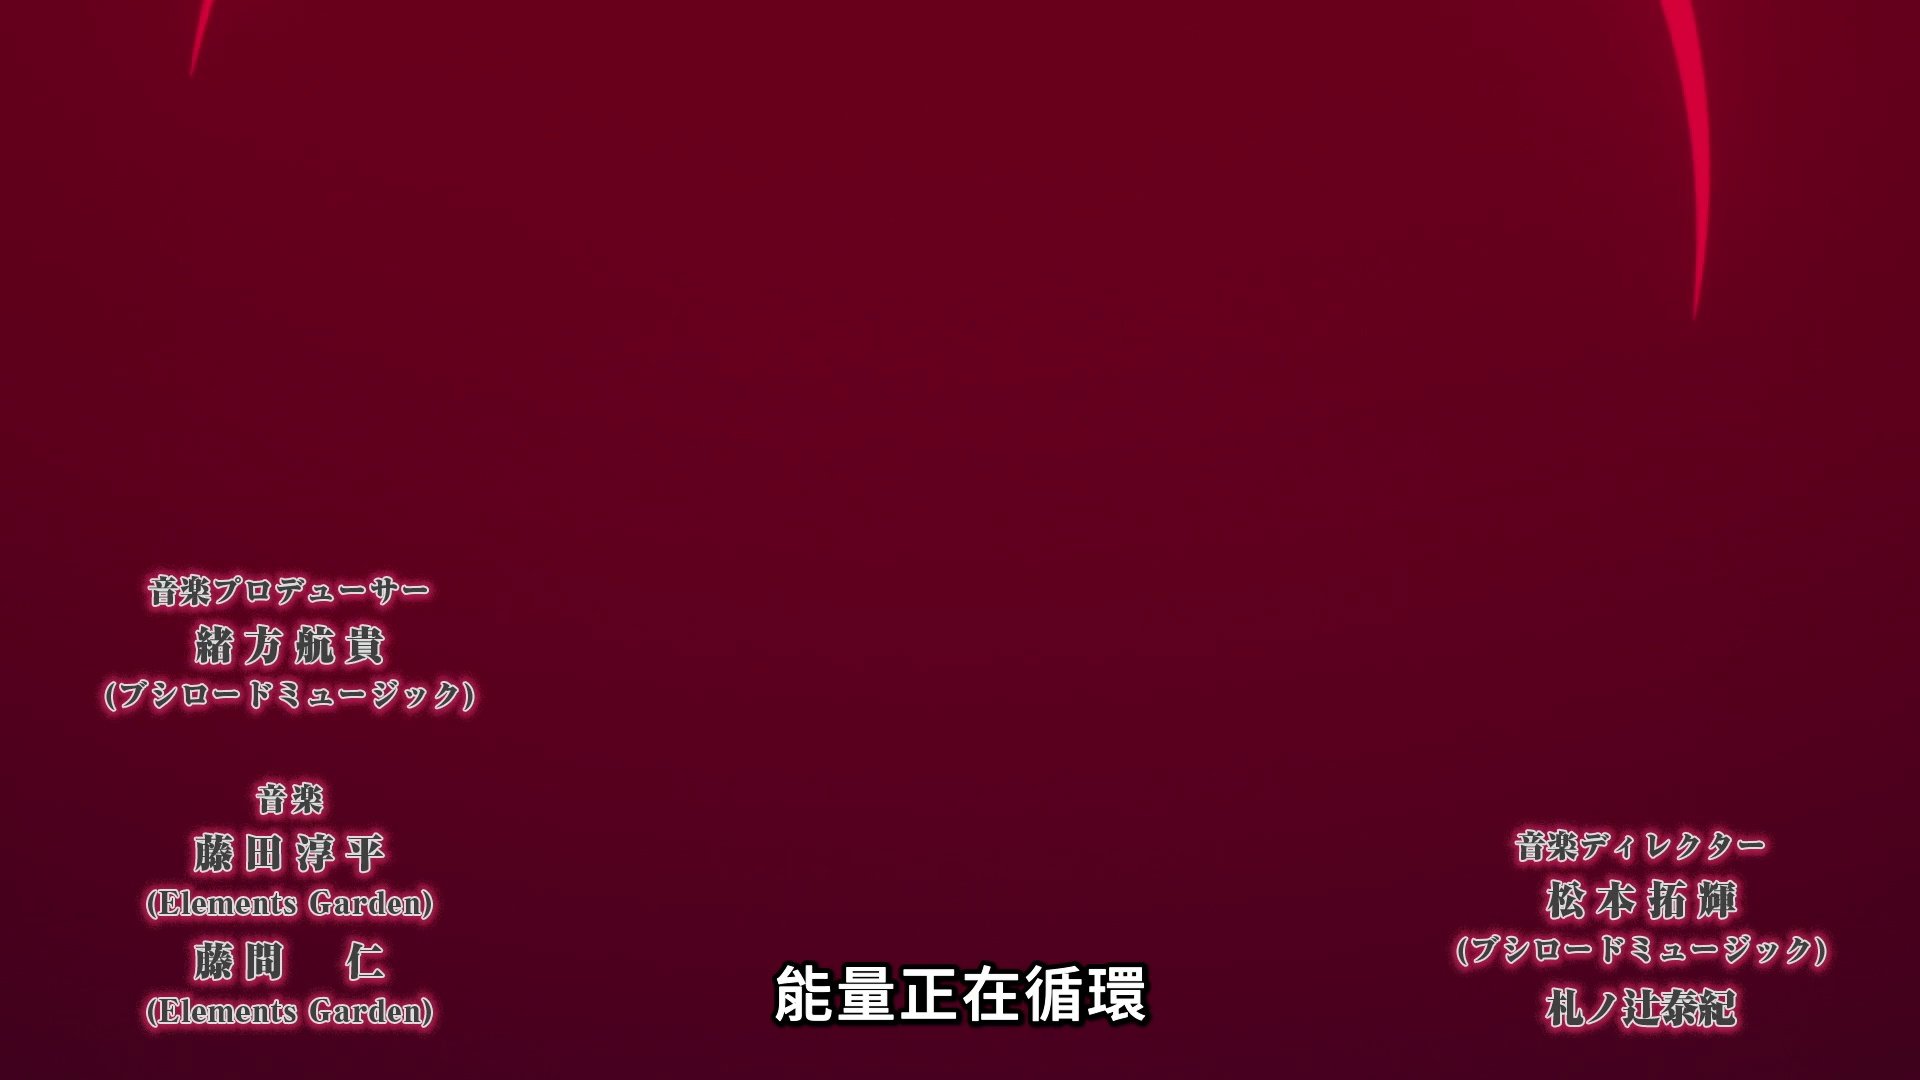 音楽プロデューサー
緒方航貴
(ブシロードミュージック)
音楽
藤田淳平
(Elements Garden)
藤間 仁
(Elements Garden)
音楽ディレクター
松本拓輝
(ブシロードミュージック)
札ノ辻泰紀
能量正在循環